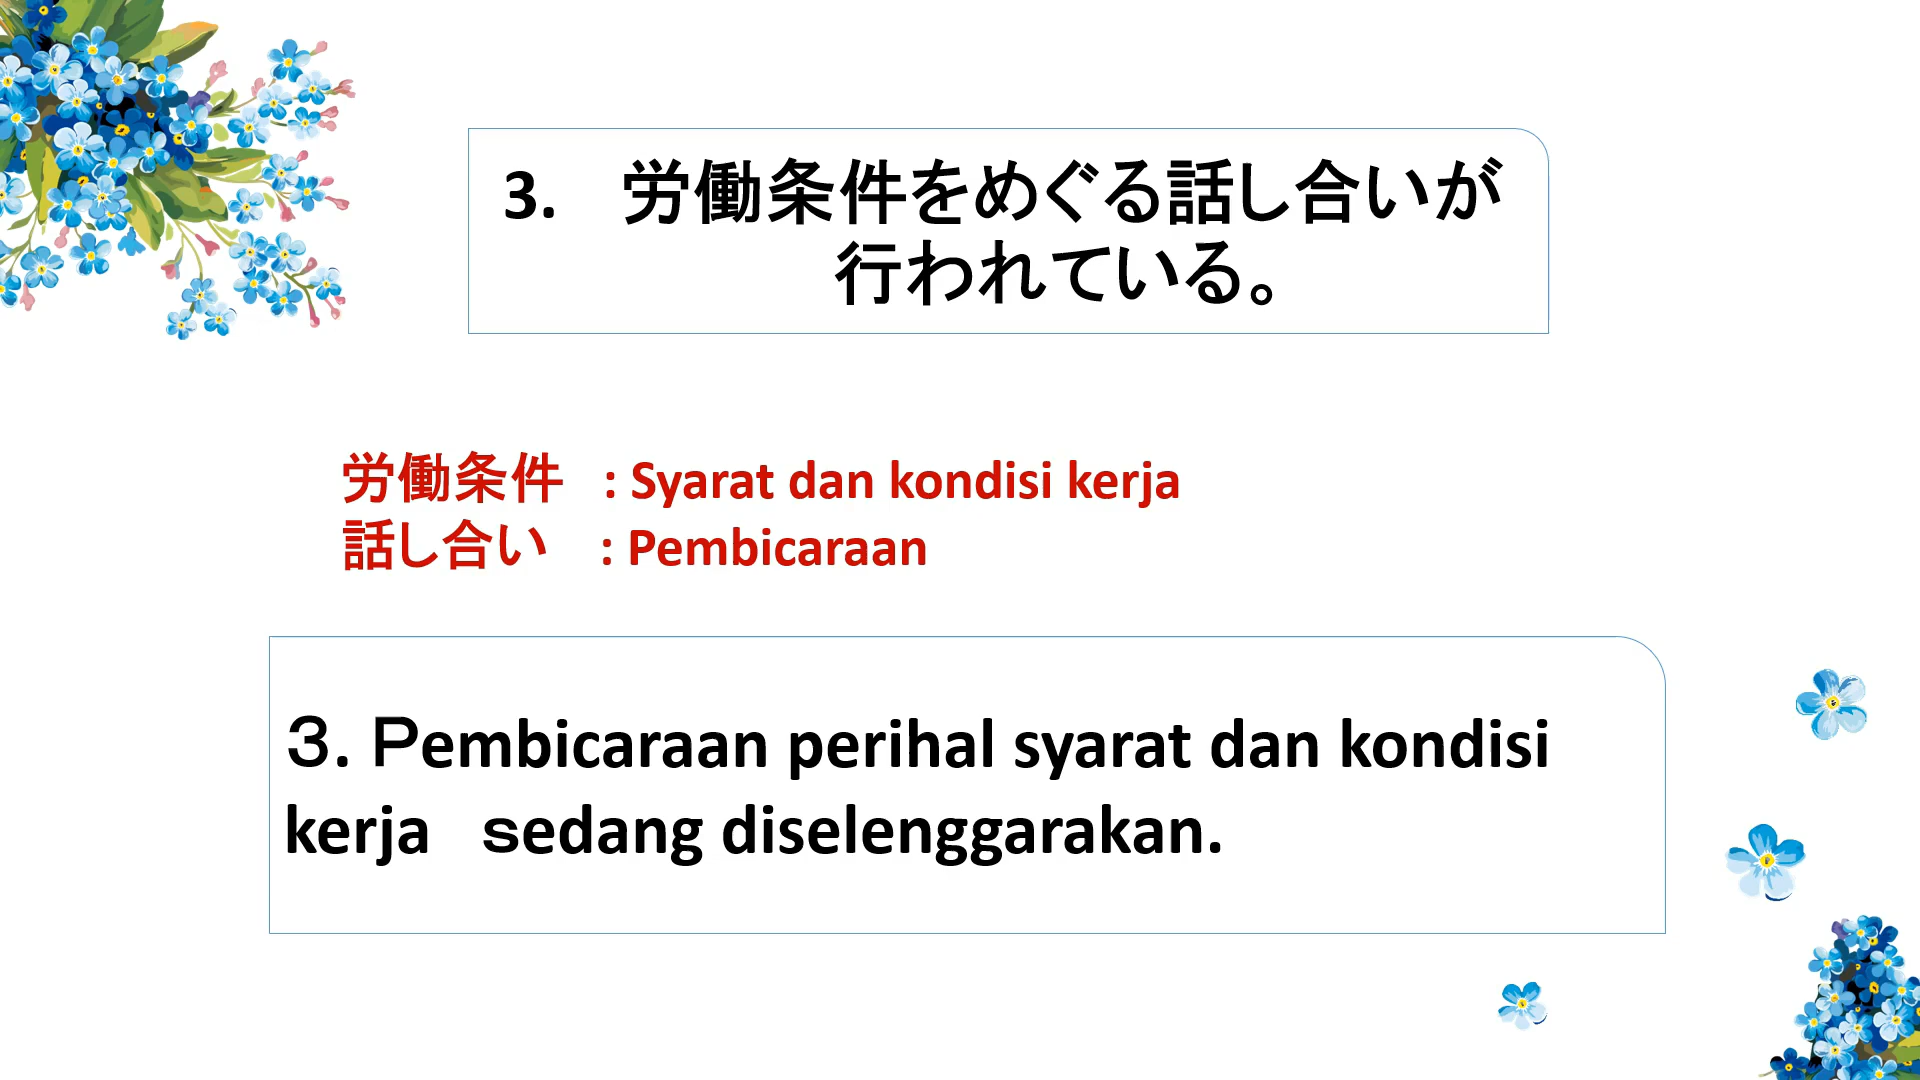 3.　労働条件をめぐる話し合いが
行われている。
労働条件 : Syarat dan kondisi kerja
話し合い : Pembicaraan
３. Ｐembicaraan perihal syarat dan kondisi
kerja ｓedang diselenggarakan.